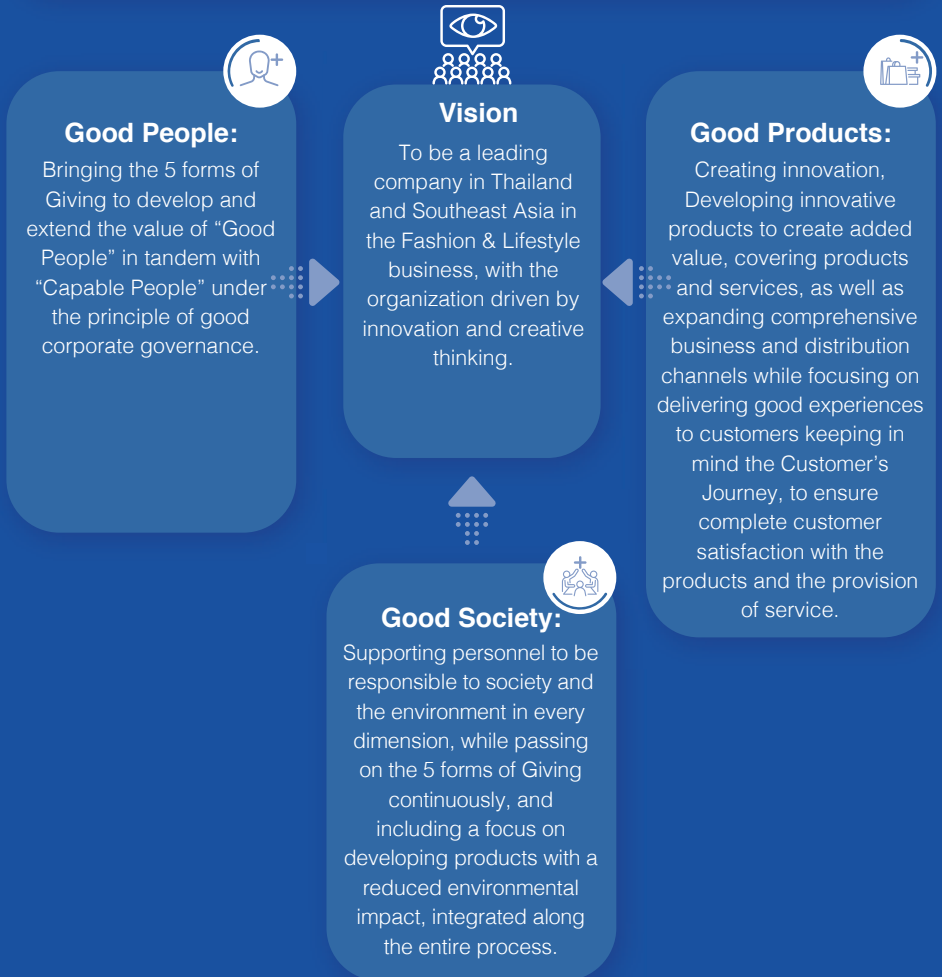 Good People:
Bringing the 5 forms of
Giving to develop and
extend the value of “Good
People” in tandem with
“Capable People” under
the principle of good
corporate governance.
Vision
To be a leading
company in Thailand
and Southeast Asia in
the Fashion & Lifestyle
business, with the
organization driven by
innovation and creative
thinking.
Good Products:
Creating innovation,
Developing innovative
products to create added
value, covering products
and services, as well as
expanding comprehensive
business and distribution
channels while focusing on
delivering good experiences
to customers keeping in
mind the Customer’s
Journey, to ensure
complete customer
satisfaction with the
products and the provision
of service.
Good Society:
Supporting personnel to be
responsible to society and
the environment in every
dimension, while passing
on the 5 forms of Giving
continuously, and
including a focus on
developing products with a
reduced environmental
impact, integrated along
the entire process.